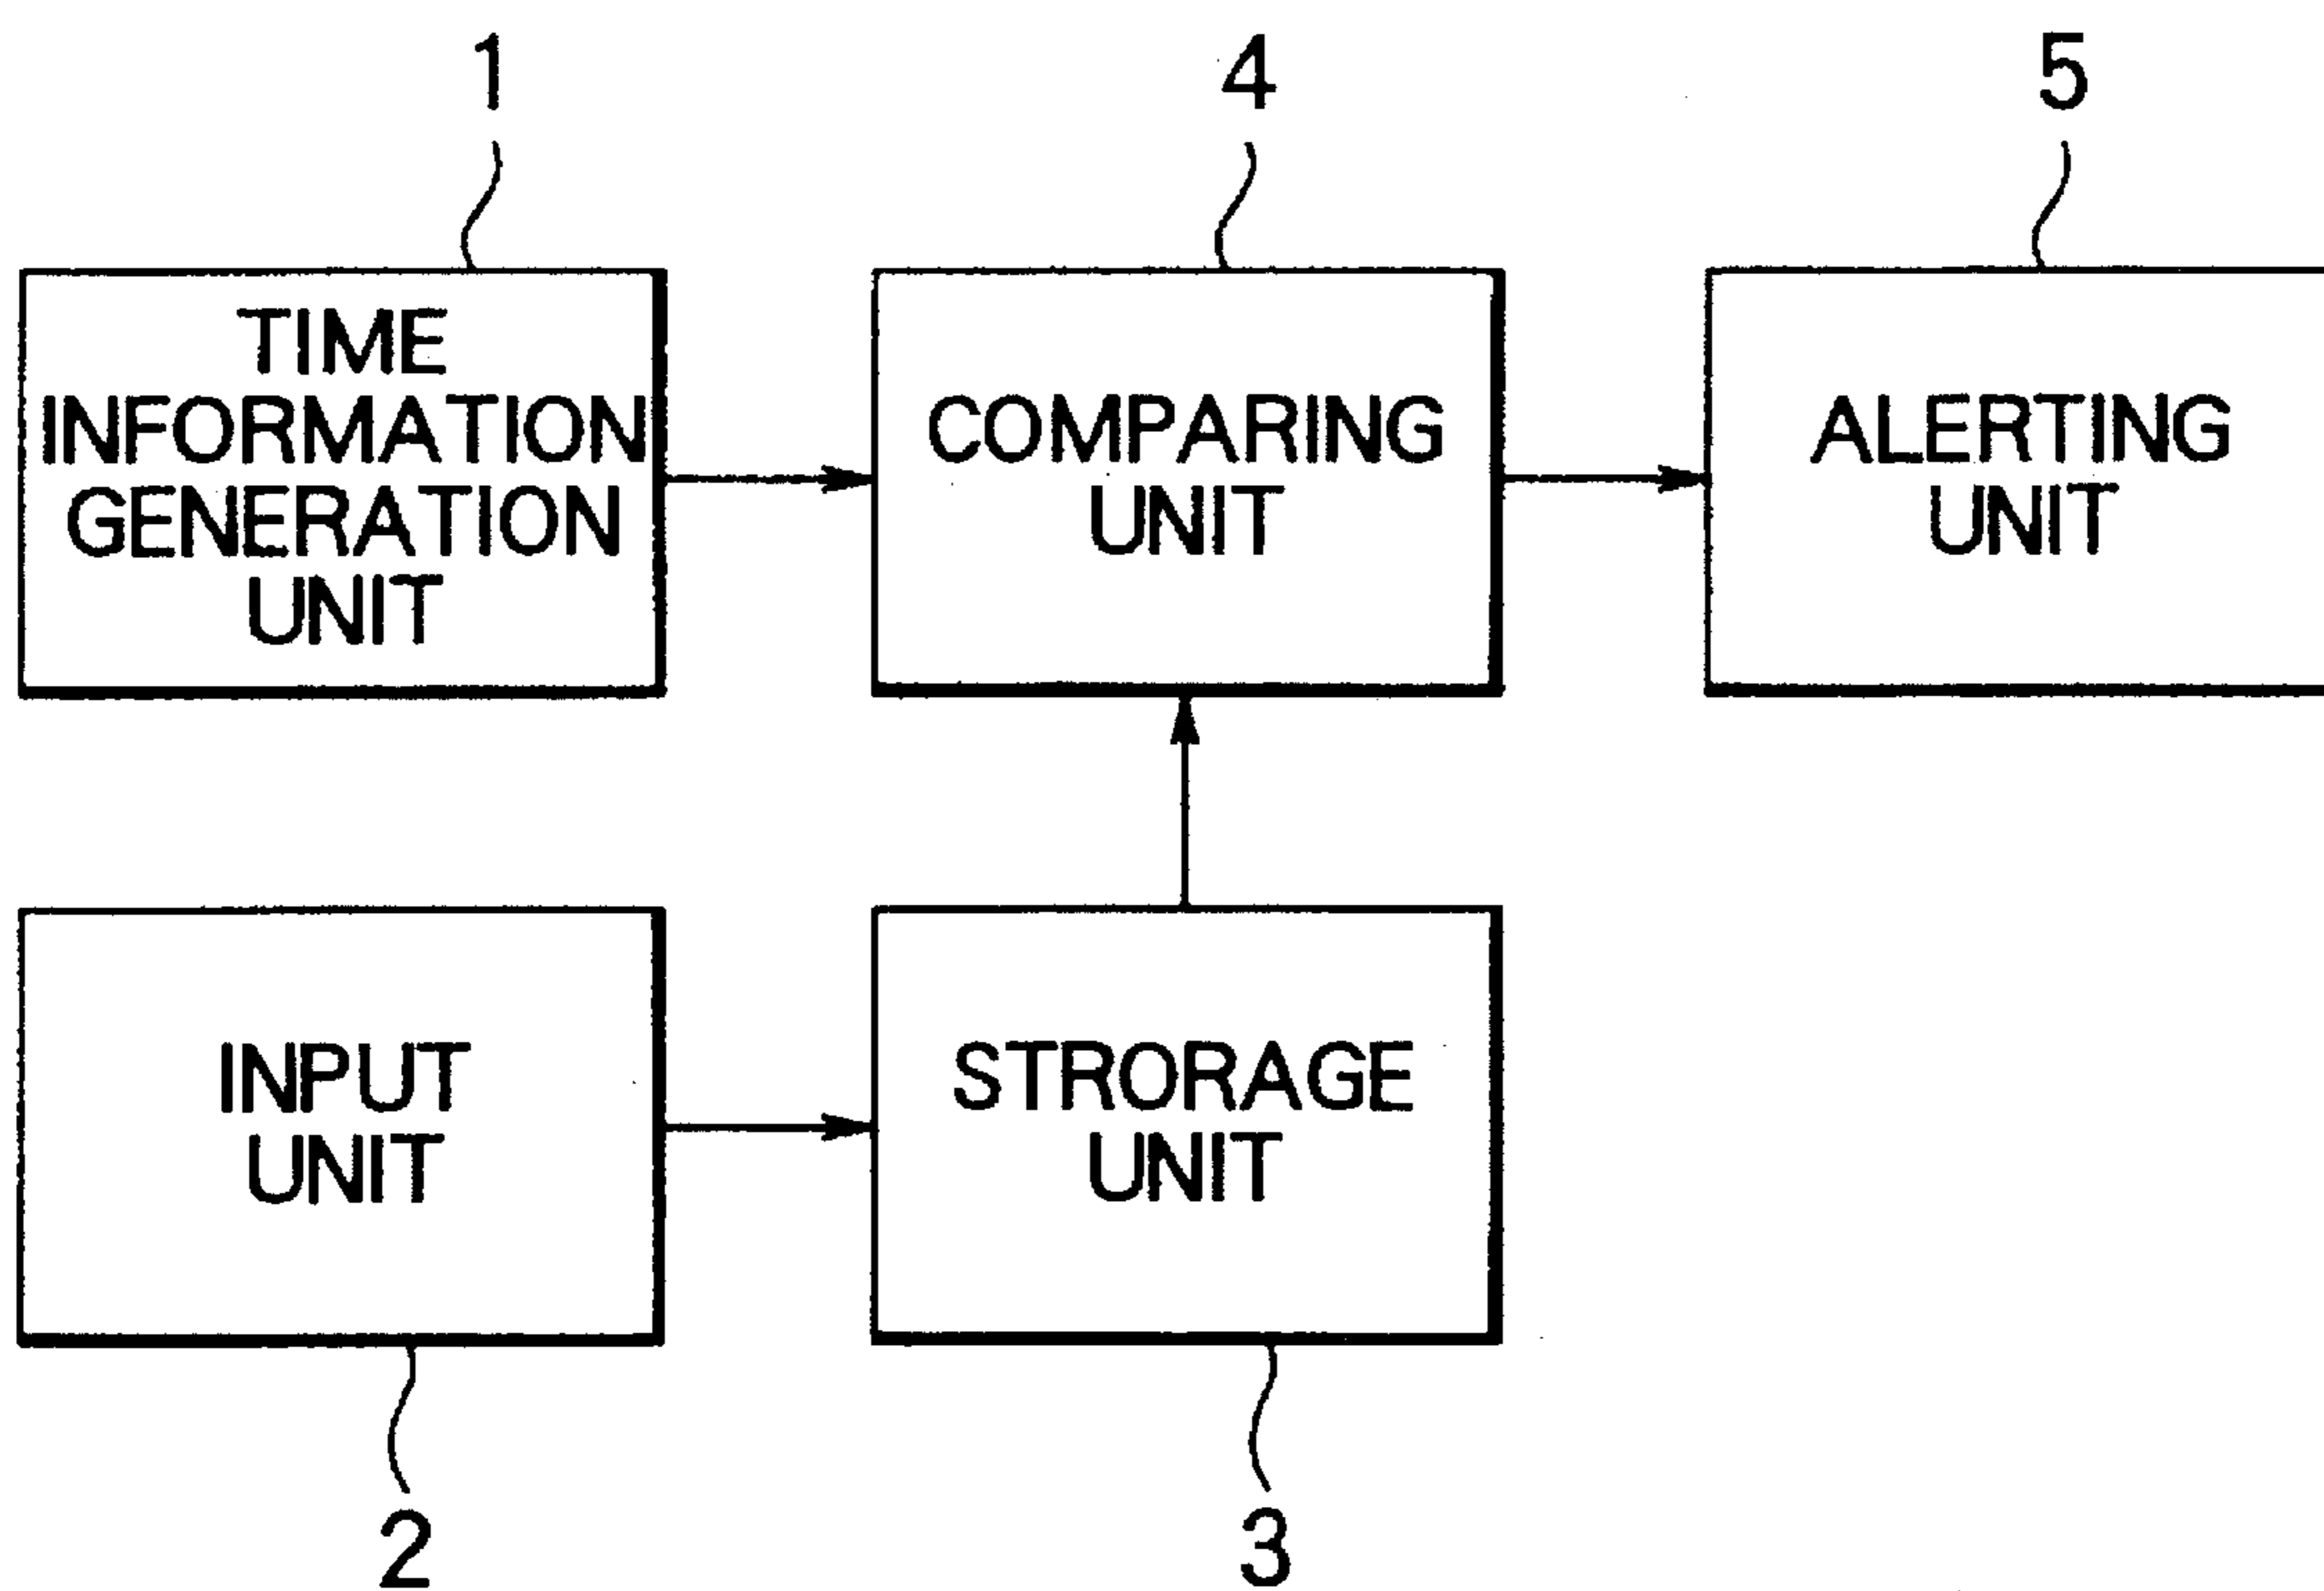 1
4
5
TIME
INFORMATION
GENERATION
UNIT
COMPARING
UNIT
ALERTING
UNIT
INPUT
UNIT
STRORAGE
UNIT
2
3